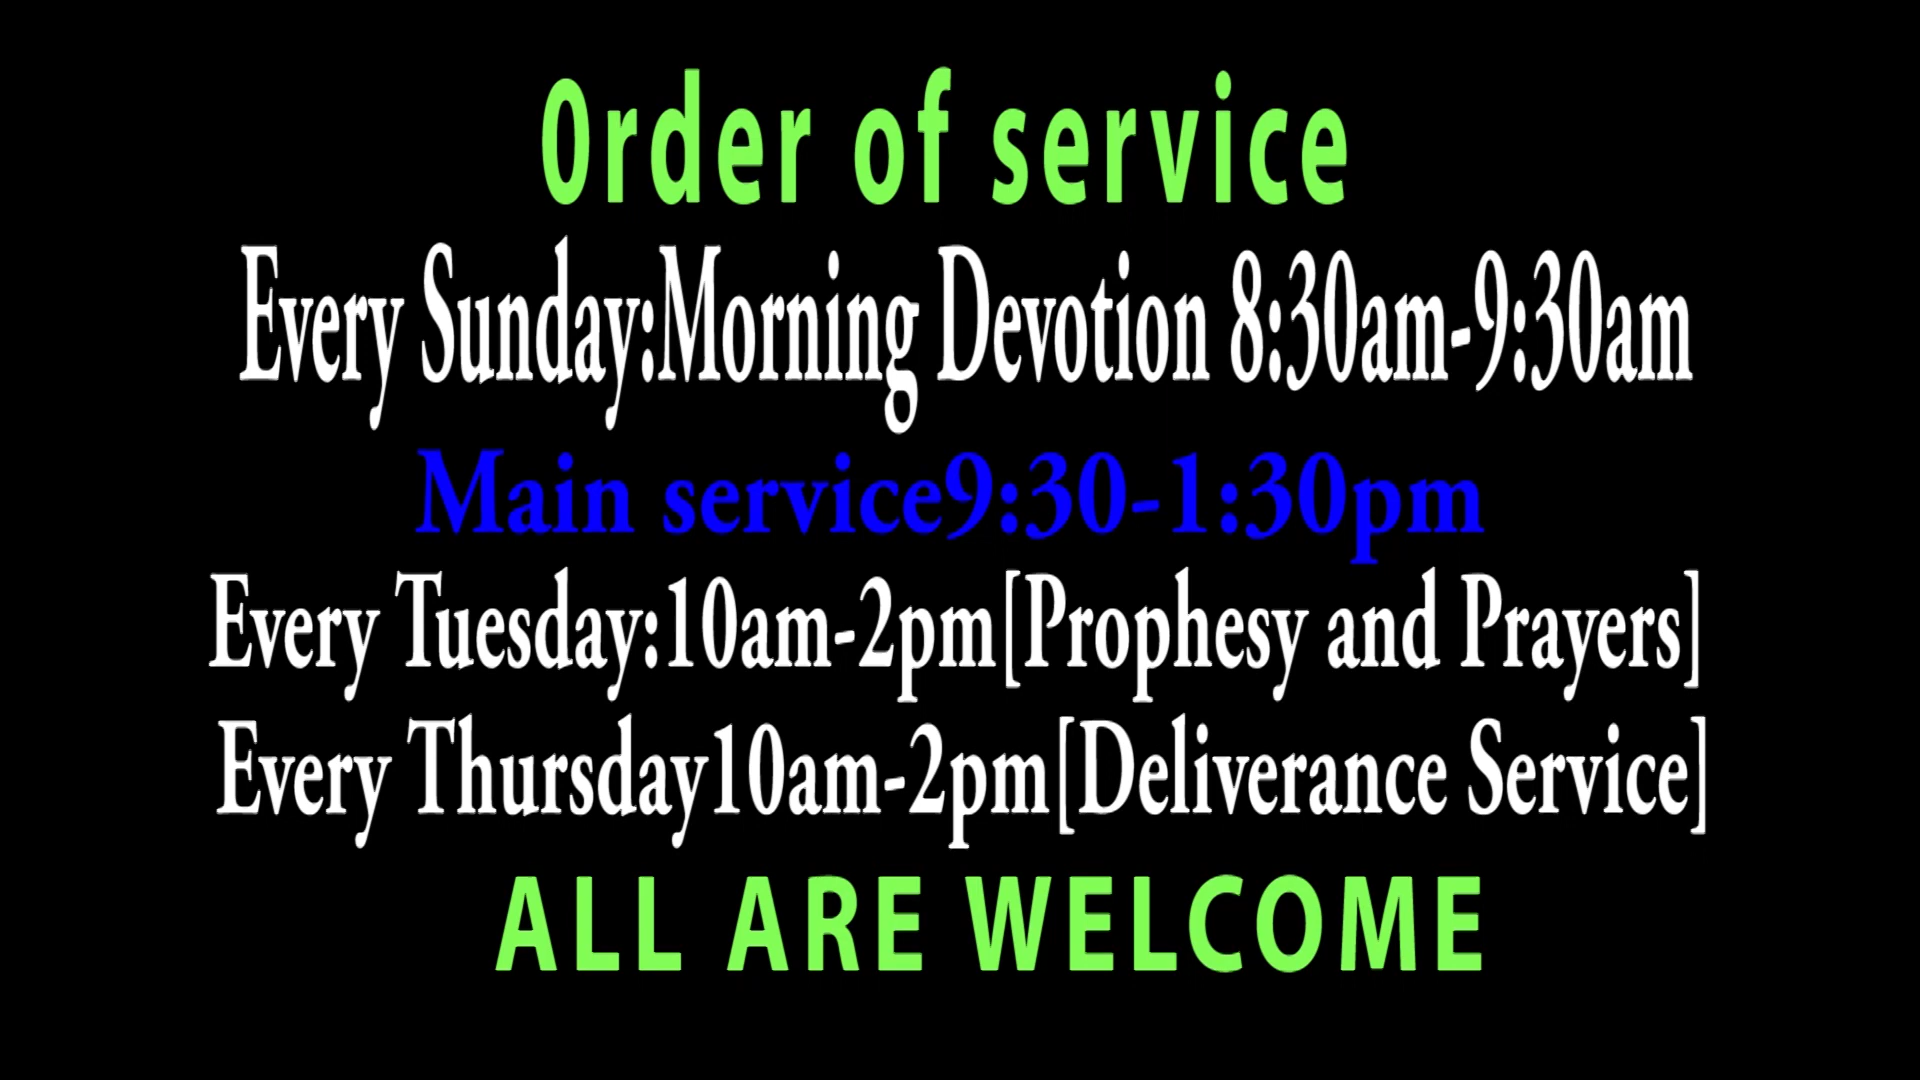 Order of service
Every Sunday:Morning Devotion 8:30am-9:30am
Main service9:30-1:30pm
Every Tuesday:10am-2pm[Prophesy and Prayers]
Every Thursday10am-2pm[Deliverance Service]
ALL ARE WELCOME